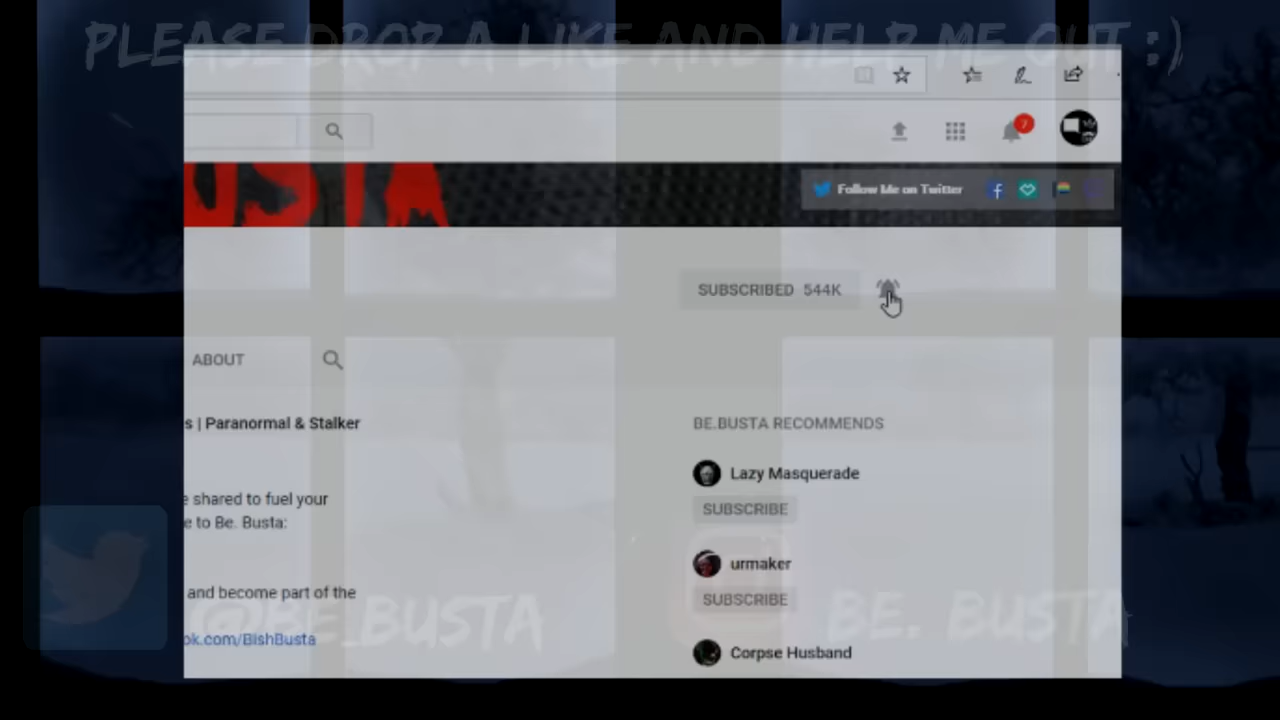 PLEASE DROP A LIKE AND HELP ME OUT :)
7
BUSTA
Follow Me on Twitter
SUBSCRIBED 544K
ABOUT
s | Paranormal & Stalker
BE.BUSTA RECOMMENDS
Lazy Masquerade
e shared to fuel your
SUBSCRIBE
e to Be. Busta:
urmaker
and become part of the
SUBSCRIBE
@BE_BUSTA
BE. BUSTA
ok.com/BishBusta
Corpse Husband